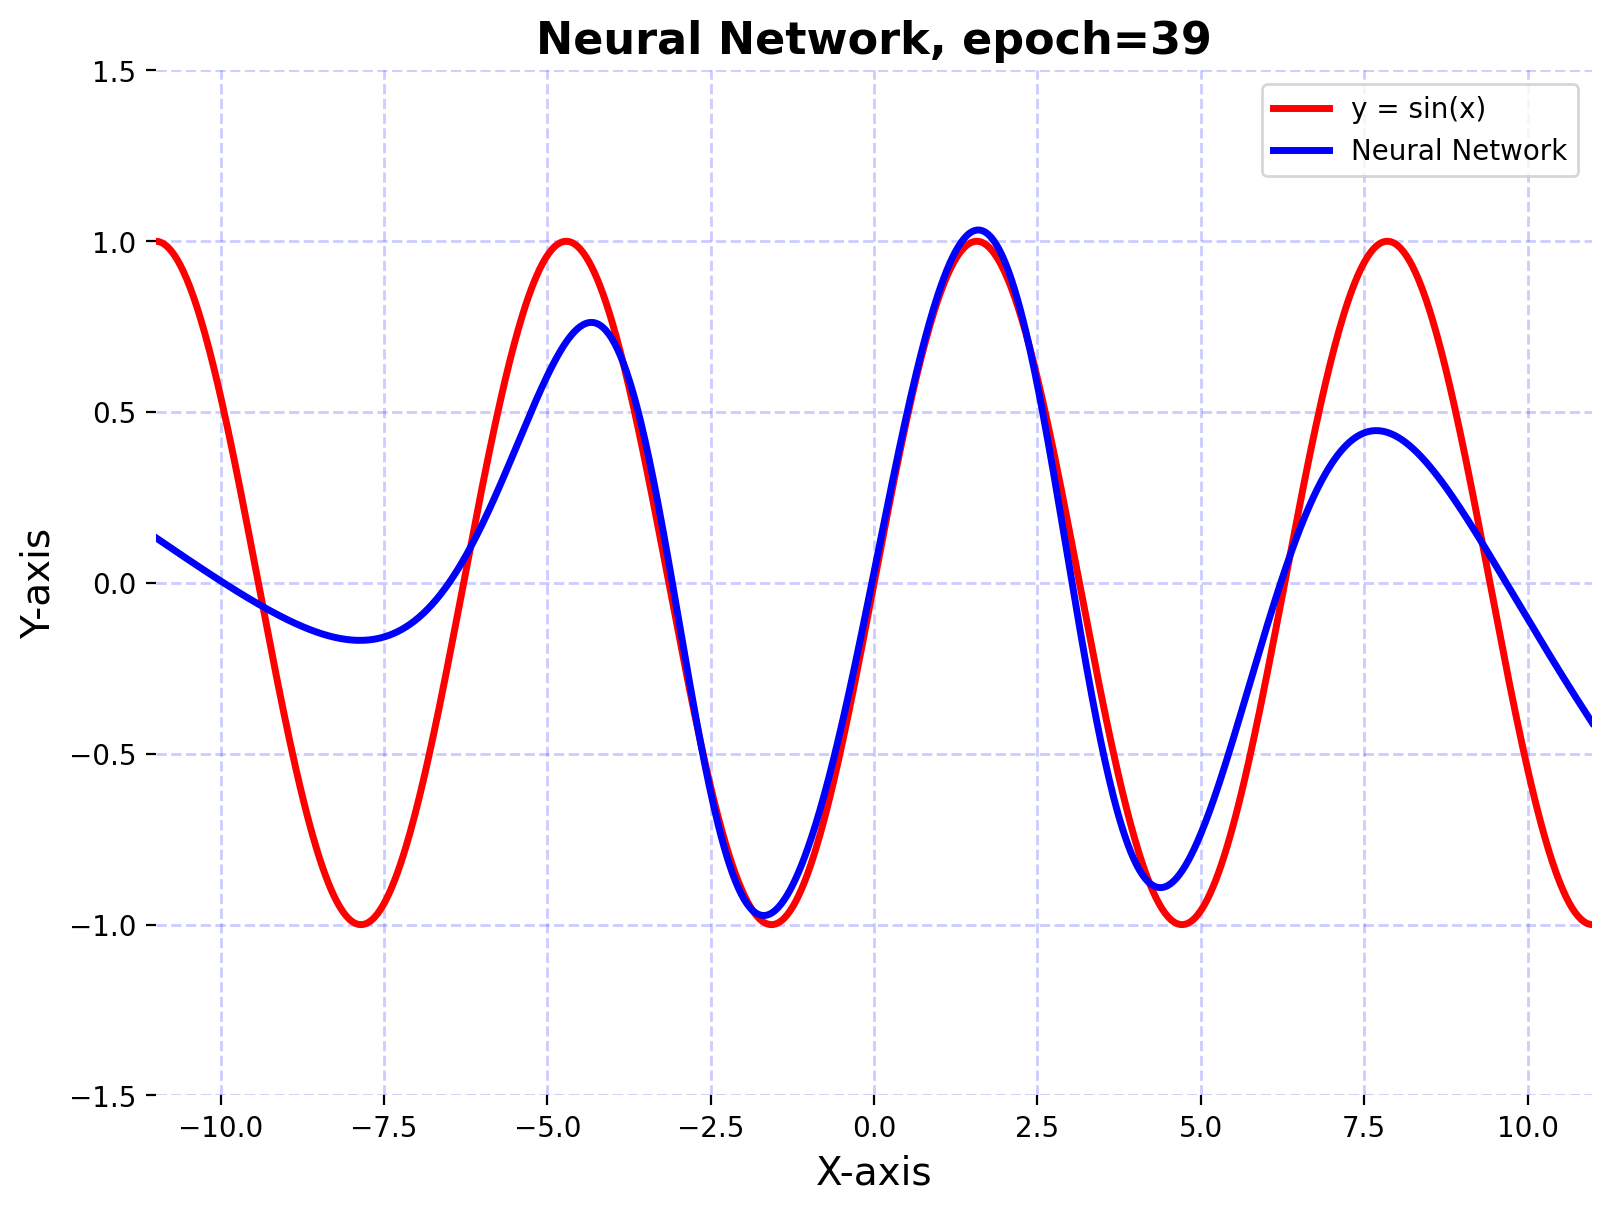 Neural Network, epoch=39
y = sin(x)
Neural Network
1.5
1.0
0.5
0.0
−0.5
−1.0
−1.5
Y-axis
−10.0 −7.5 −5.0 −2.5 0.0 2.5 5.0 7.5 10.0
X-axis